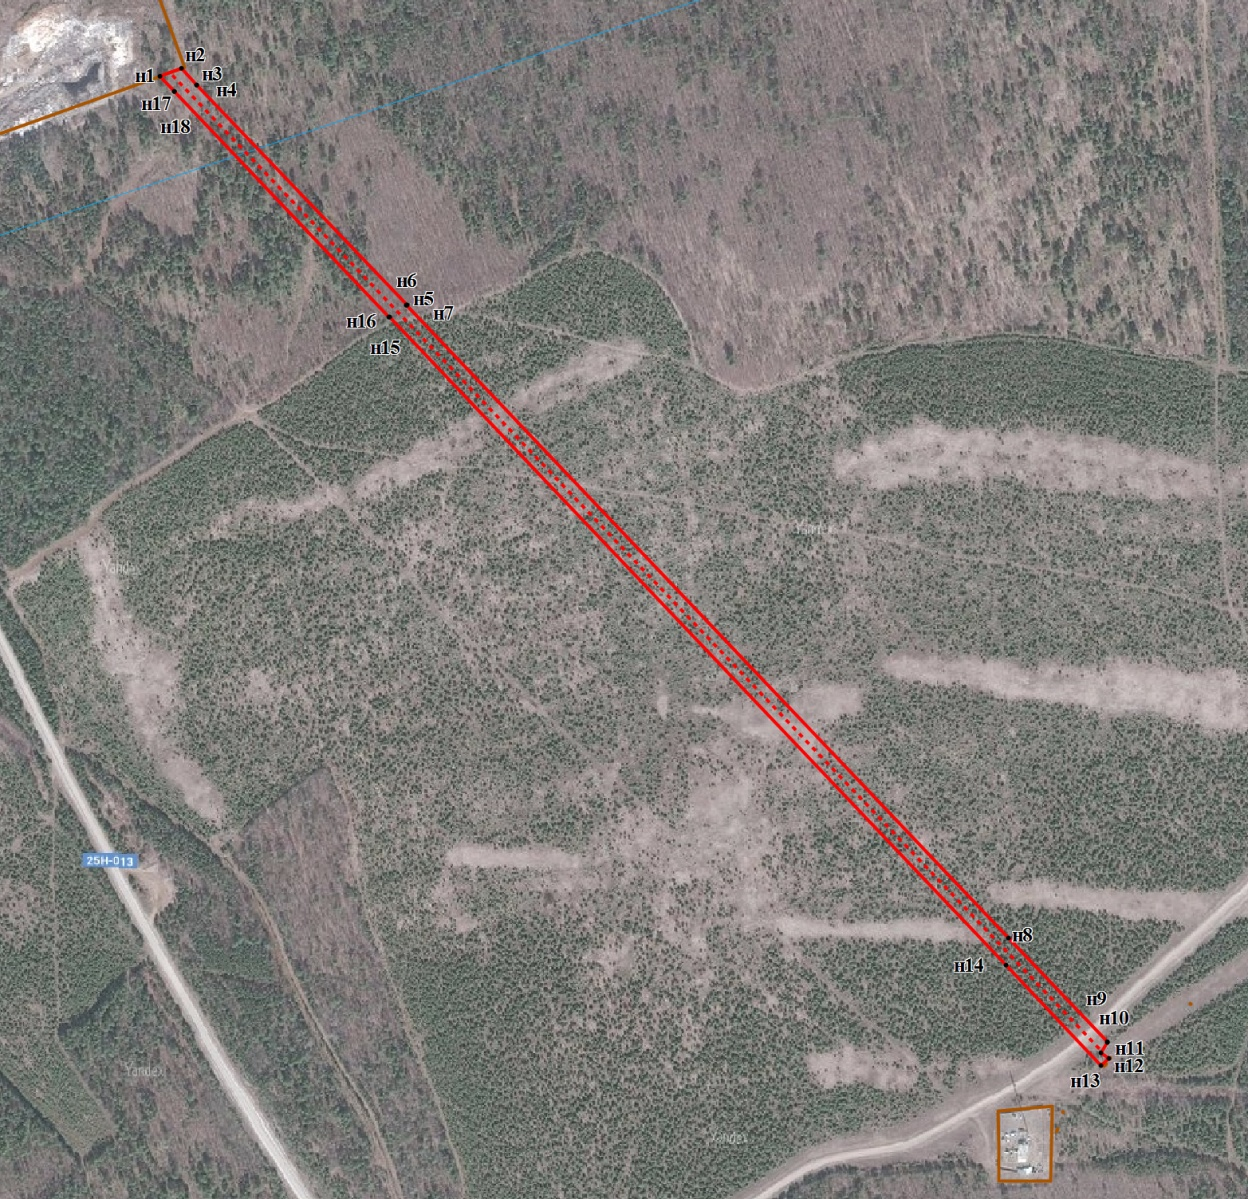 н2
н1
н3
н4
н17
н18
н6
н5
н7
н16
н15
Yandex
Yandex
25Н-013
н8
н14
н9
н10
н11
н12
н13
Yandex
Yandex